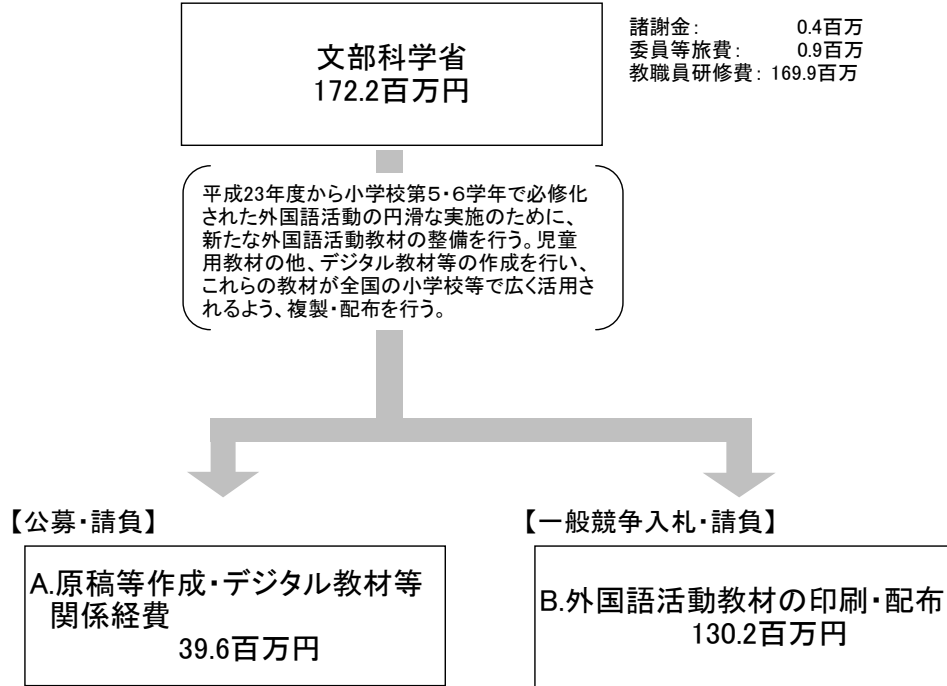 文部科学省
172.2百万円
諸謝金: 0.4百万
委員等旅費: 0.9百万
教職員研修費: 169.9百万
平成23年度から小学校第5・6学年で必修化
された外国語活動の円滑な実施のために、
新たな外国語活動教材の整備を行う。児童
用教材の他、デジタル教材等の作成を行い、
これらの教材が全国の小学校等で広く活用さ
れるよう、複製・配布を行う。
【公募・請負】
【一般競争入札・請負】
A.原稿等作成・デジタル教材等
関係経費
39.6百万円
B.外国語活動教材の印刷・配布
130.2百万円